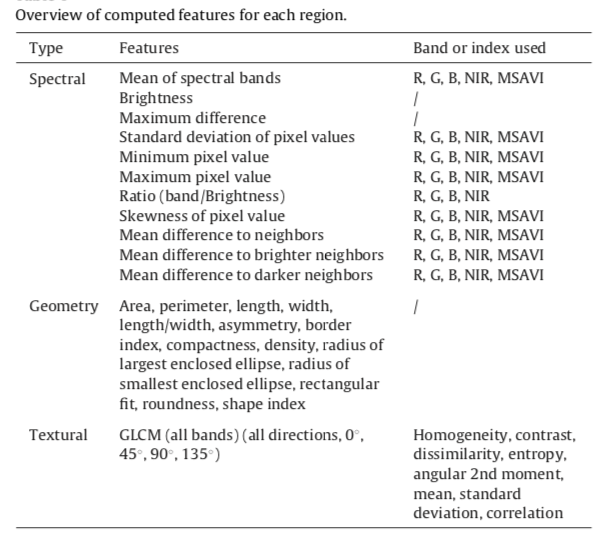 Overview of computed features for each region.
Type Features Band or index used
Spectral Mean of spectral bands R, G, B, NIR, MSAVI
Brightness /
Maximum difference /
Standard deviation of pixel values R, G, B, NIR, MSAVI
Minimum pixel value R, G, B, NIR, MSAVI
Maximum pixel value R, G, B, NIR, MSAVI
Ratio (band/Brightness) R, G, B, NIR
Skewness of pixel value R, G, B, NIR, MSAVI
Mean difference to neighbors R, G, B, NIR, MSAVI
Mean difference to brighter neighbors R, G, B, NIR, MSAVI
Mean difference to darker neighbors R, G, B, NIR, MSAVI
Geometry Area, perimeter, length, width, /
length/width, asymmetry, border
index, compactness, density, radius of
largest enclosed ellipse, radius of
smallest enclosed ellipse, rectangular
fit, roundness, shape index
Textural GLCM (all bands) (all directions, 0°, Homogeneity, contrast,
45°, 90°, 135°) dissimilarity, entropy,
angular 2nd moment,
mean, standard
deviation, correlation